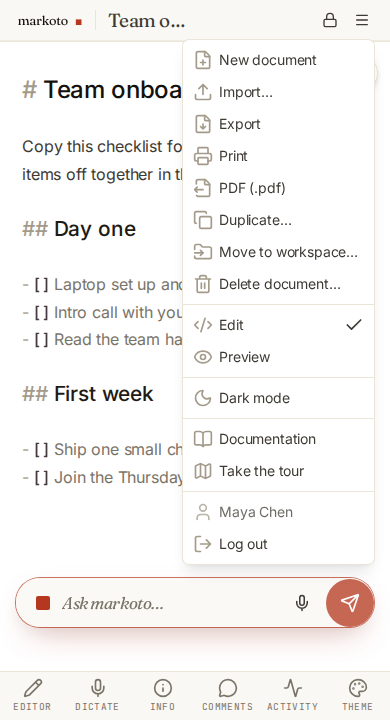 markoto
Team o...
# Team onboa
Copy this checklist fo
items off together in t
## Day one
- [ ] Laptop set up and
- [ ] Intro call with you
- [ ] Read the team ha
## First week
- [ ] Ship one small ch
- [ ] Join the Thursday
New document
Import...
Export
Print
PDF (.pdf)
Duplicate...
Move to workspace...
Delete document...
Edit
Preview
Dark mode
Documentation
Take the tour
Maya Chen
Log out
Ask markoto...
EDITOR DICTATE INFO COMMENTS ACTIVITY THEME